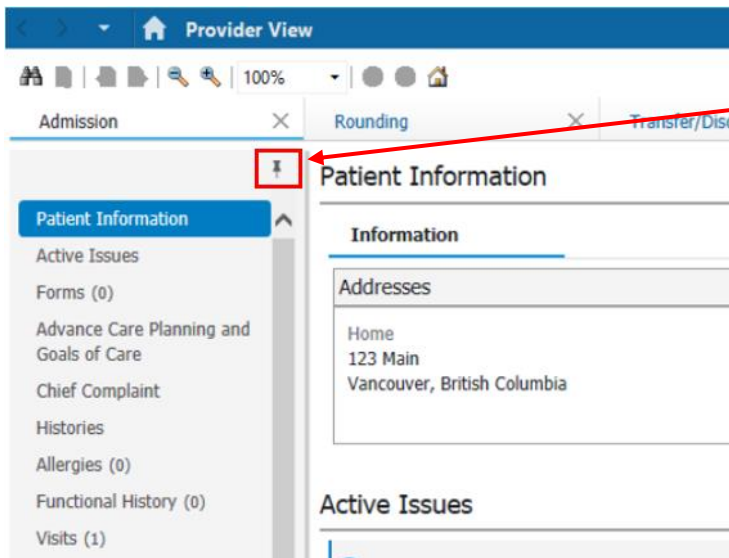 Provider View
100%
Admission
Rounding
Transfer/Disc
Patient Information
Active Issues
Forms (0)
Advance Care Planning and
Goals of Care
Chief Complaint
Histories
Allergies (0)
Functional History (0)
Visits (1)
Patient Information
Information
Addresses
Home
123 Main
Vancouver, British Columbia
Active Issues